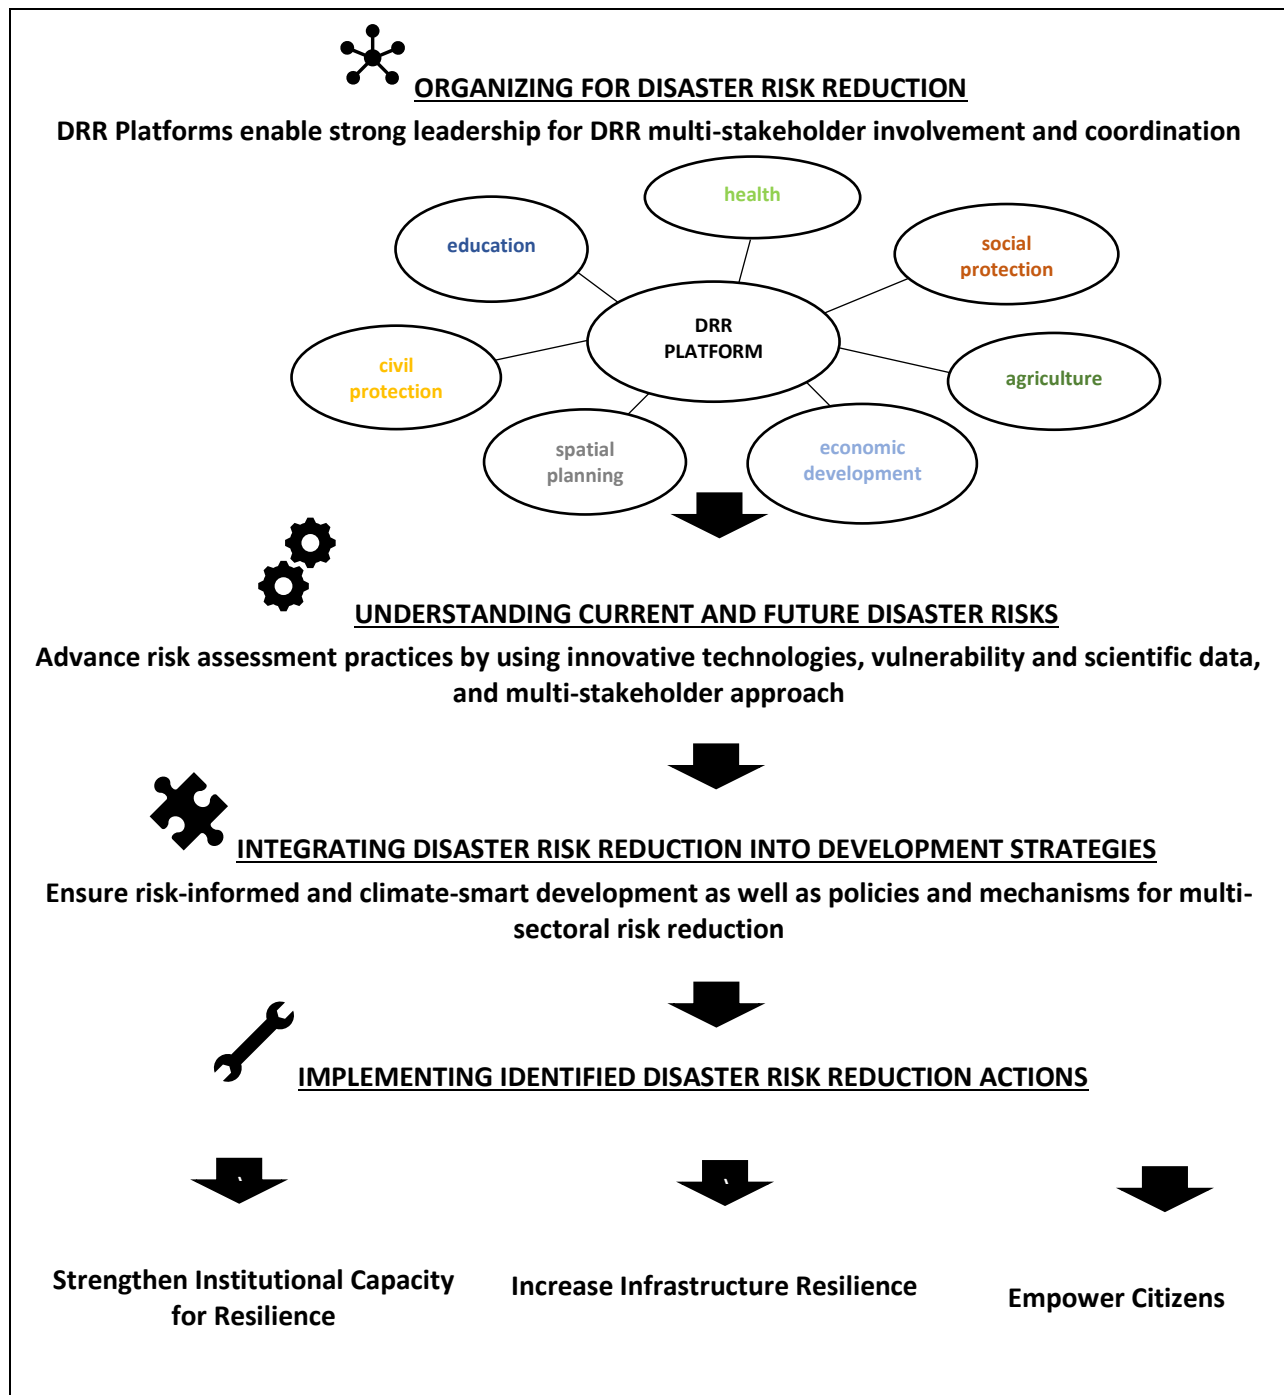 ORGANIZING FOR DISASTER RISK REDUCTION
DRR Platforms enable strong leadership for DRR multi-stakeholder involvement and coordination
health
education
social
protection
DRR
PLATFORM
civil
protection
agriculture
spatial
planning
economic
development
UNDERSTANDING CURRENT AND FUTURE DISASTER RISKS
Advance risk assessment practices by using innovative technologies, vulnerability and scientific data,
and multi-stakeholder approach
INTEGRATING DISASTER RISK REDUCTION INTO DEVELOPMENT STRATEGIES
Ensure risk-informed and climate-smart development as well as policies and mechanisms for multi-
sectoral risk reduction
IMPLEMENTING IDENTIFIED DISASTER RISK REDUCTION ACTIONS
Strengthen Institutional Capacity
for Resilience
Increase Infrastructure Resilience
Empower Citizens